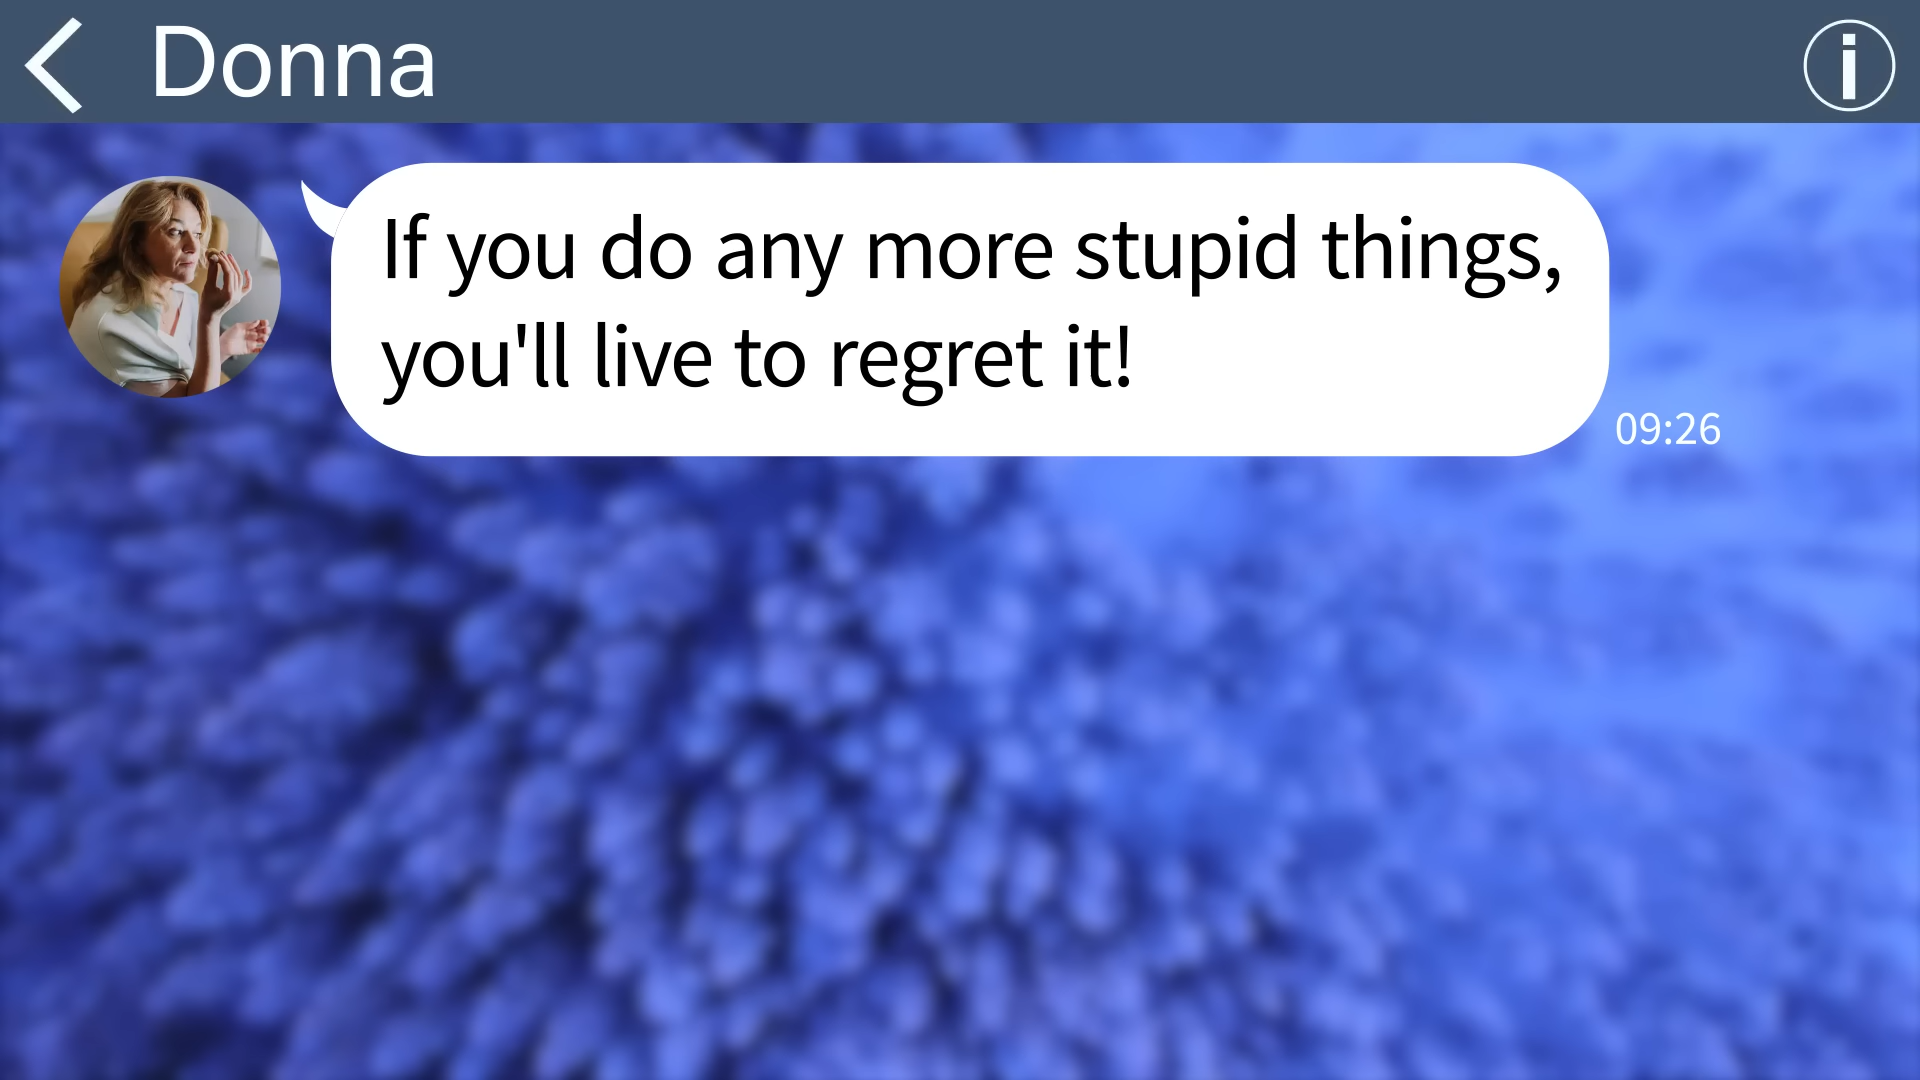 Donna
If you do any more stupid things,
you'll live to regret it!
09:26